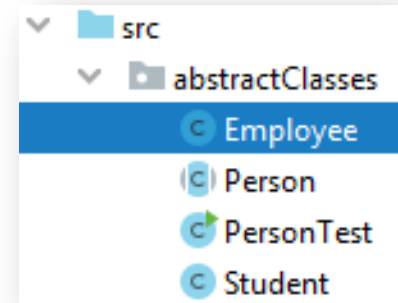 src
abstractClasses
C Employee
C Person
C PersonTest
C Student